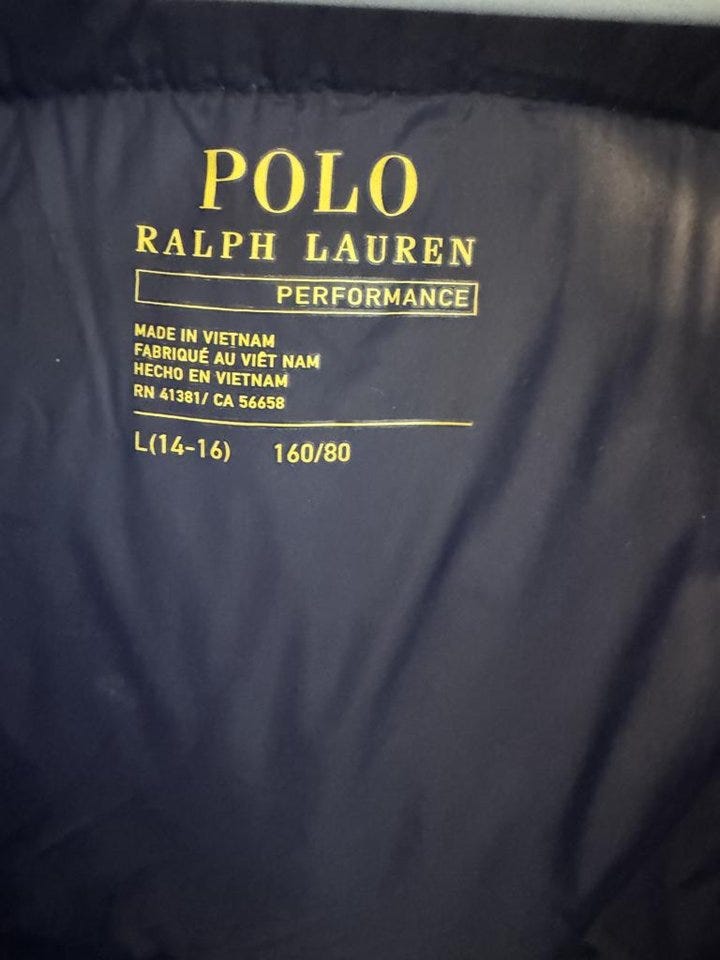 POLO
RALPH LAUREN
PERFORMANCE
MADE IN VIETNAM
FABRIQUÉ AU VIÊT NAM
HECHO EN VIETNAM
RN 41381/ CA 56658
L(14-16) 160/80